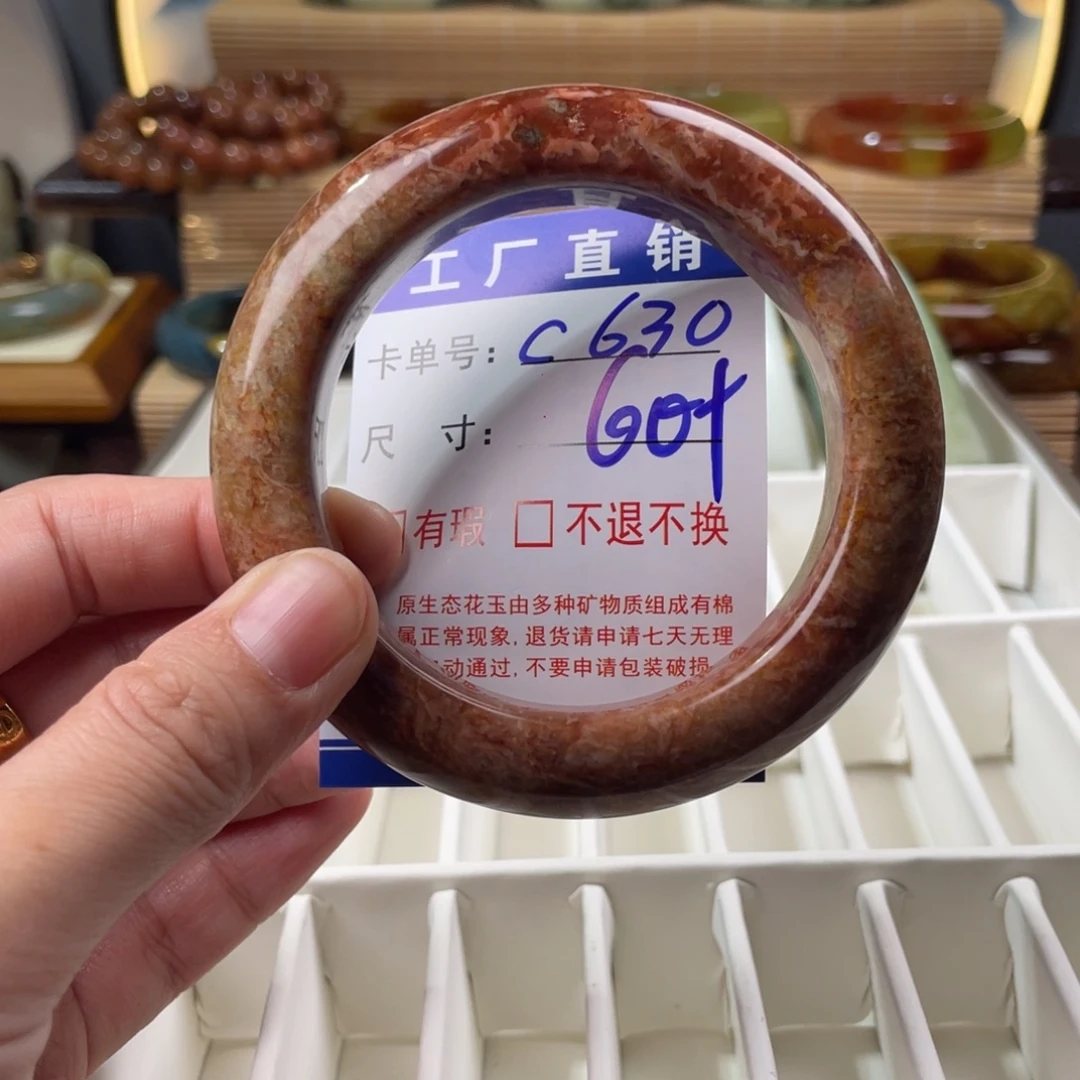 工厂直销
卡单号: C630
尺 寸: 60+
有瑕 □不退不换
原生态花玉由多种矿物质组成有棉
属正常现象, 退货请申请七天无理
动通过, 不要申请包装破损